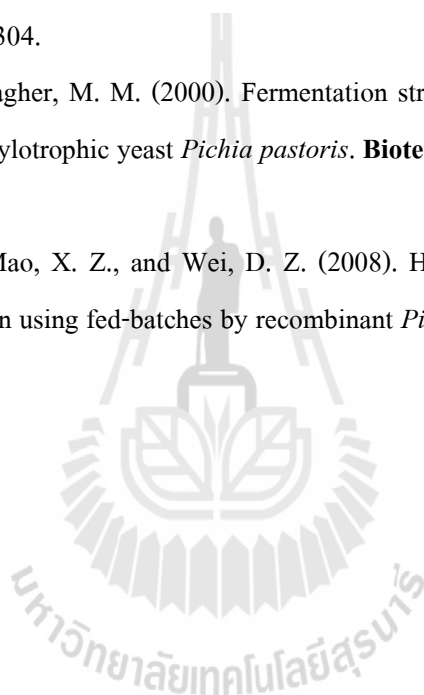 304.
agher, M. M. (2000). Fermentation str
ylotrophic yeast Pichia pastoris. Biote
Mao, X. Z., and Wei, D. Z. (2008). H
n using fed-batches by recombinant Pi
มหาวิทยาลัยเทคโนโลยีสุรนารี